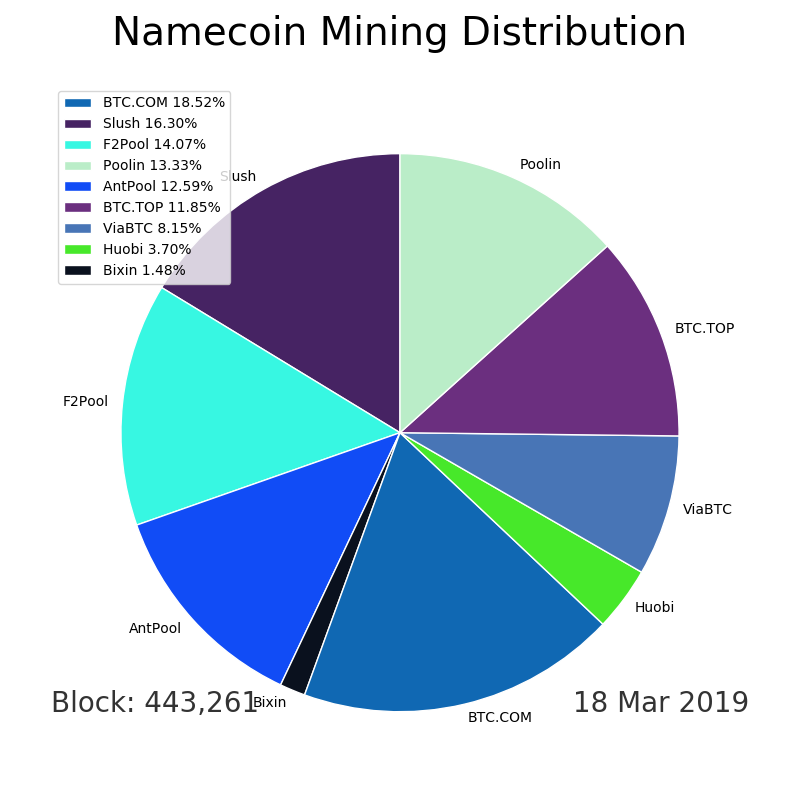 Namecoin Mining Distribution
BTC.COM 18.52%
Slush 16.30%
F2Pool 14.07%
Poolin 13.33%
AntPool 12.59%
BTC.TOP 11.85%
ViaBTC 8.15%
Huobi 3.70%
Bixin 1.48%
Slush
Poolin
BTC.TOP
F2Pool
ViaBTC
Huobi
AntPool
Bixin
BTC.COM
Block: 443,261
18 Mar 2019